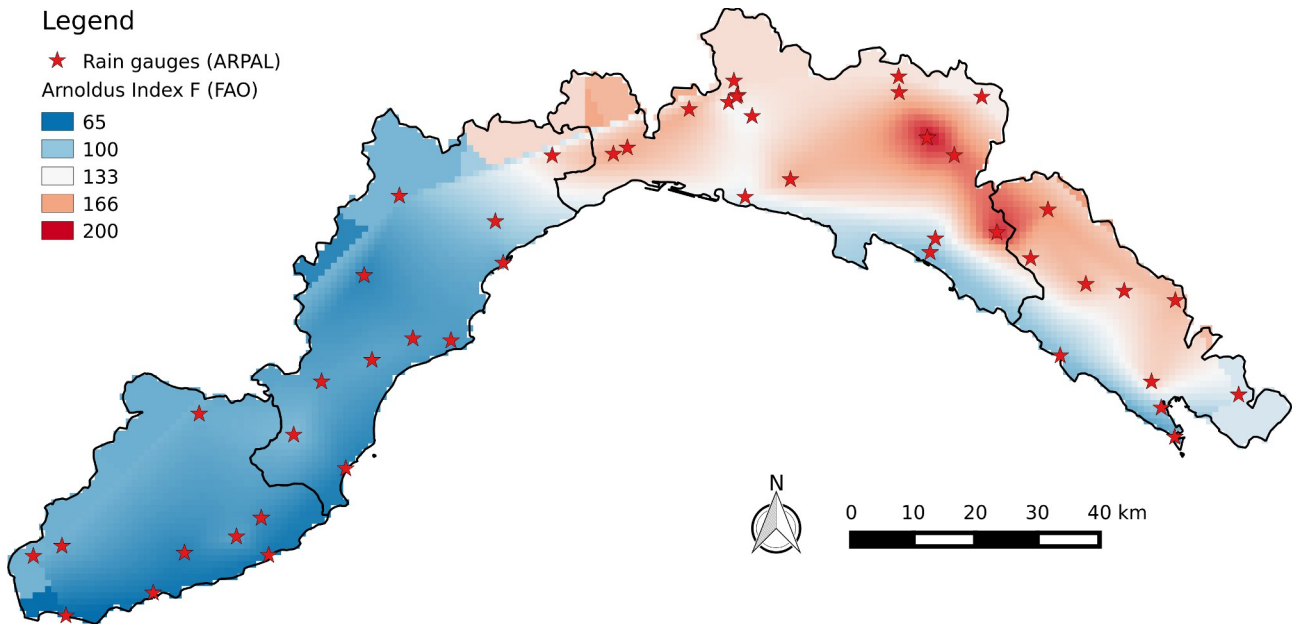 Legend
Rain gauges (ARPAL)
Arnoldus Index F (FAO)
65
100
133
166
200
N
0 10 20 30 40 km